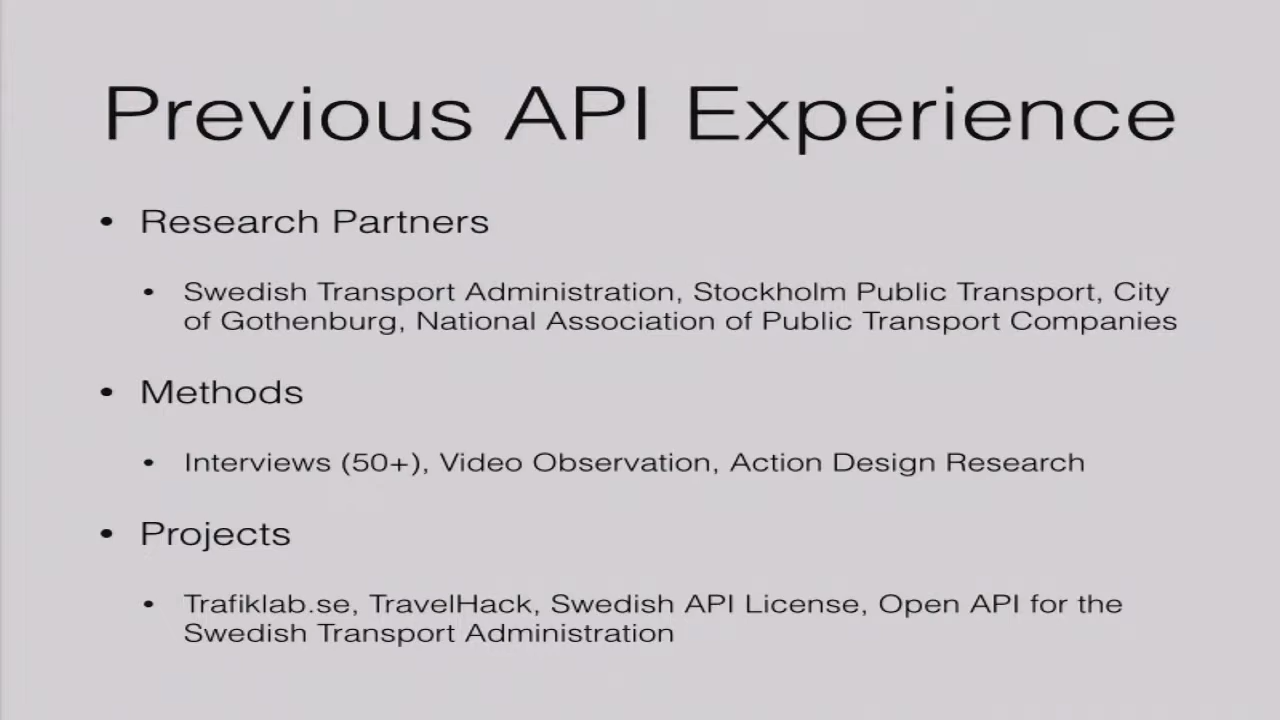 Previous API Experience
• Research Partners
• Swedish Transport Administration, Stockholm Public Transport, City
of Gothenburg, National Association of Public Transport Companies
• Methods
• Interviews (50+), Video Observation, Action Design Research
• Projects
• Trafiklab.se, TravelHack, Swedish API License, Open API for the
Swedish Transport Administration